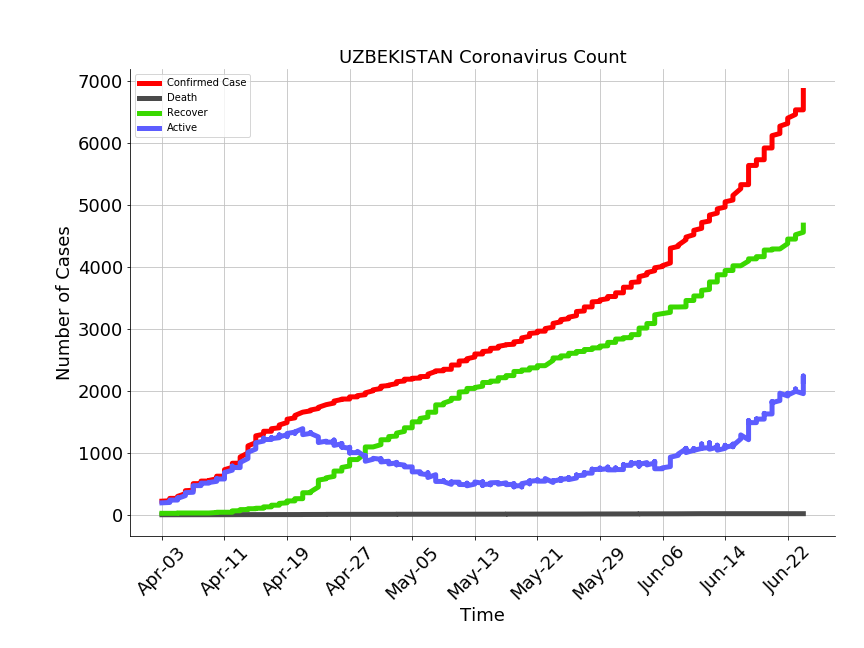 UZBEKISTAN Coronavirus Count
7000
6000
5000
4000
3000
2000
1000
0
Number of Cases
Confirmed Case
Death
Recover
Active
Apr-03
Apr-11
Apr-19
Apr-27
May-05
May-13
May-21
May-29
Jun-06
Jun-14
Jun-22
Time